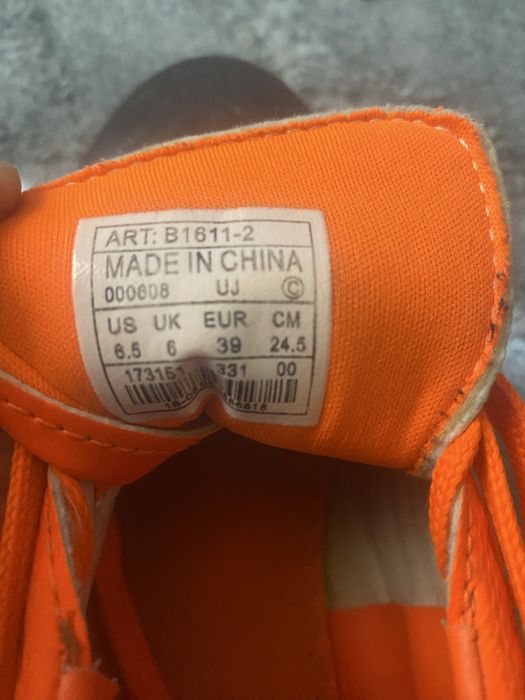 ART: B1611-2
MADE IN CHINA
000608 UJ ©
US UK EUR CM
6.5 6 39 24.5
173151 331 00